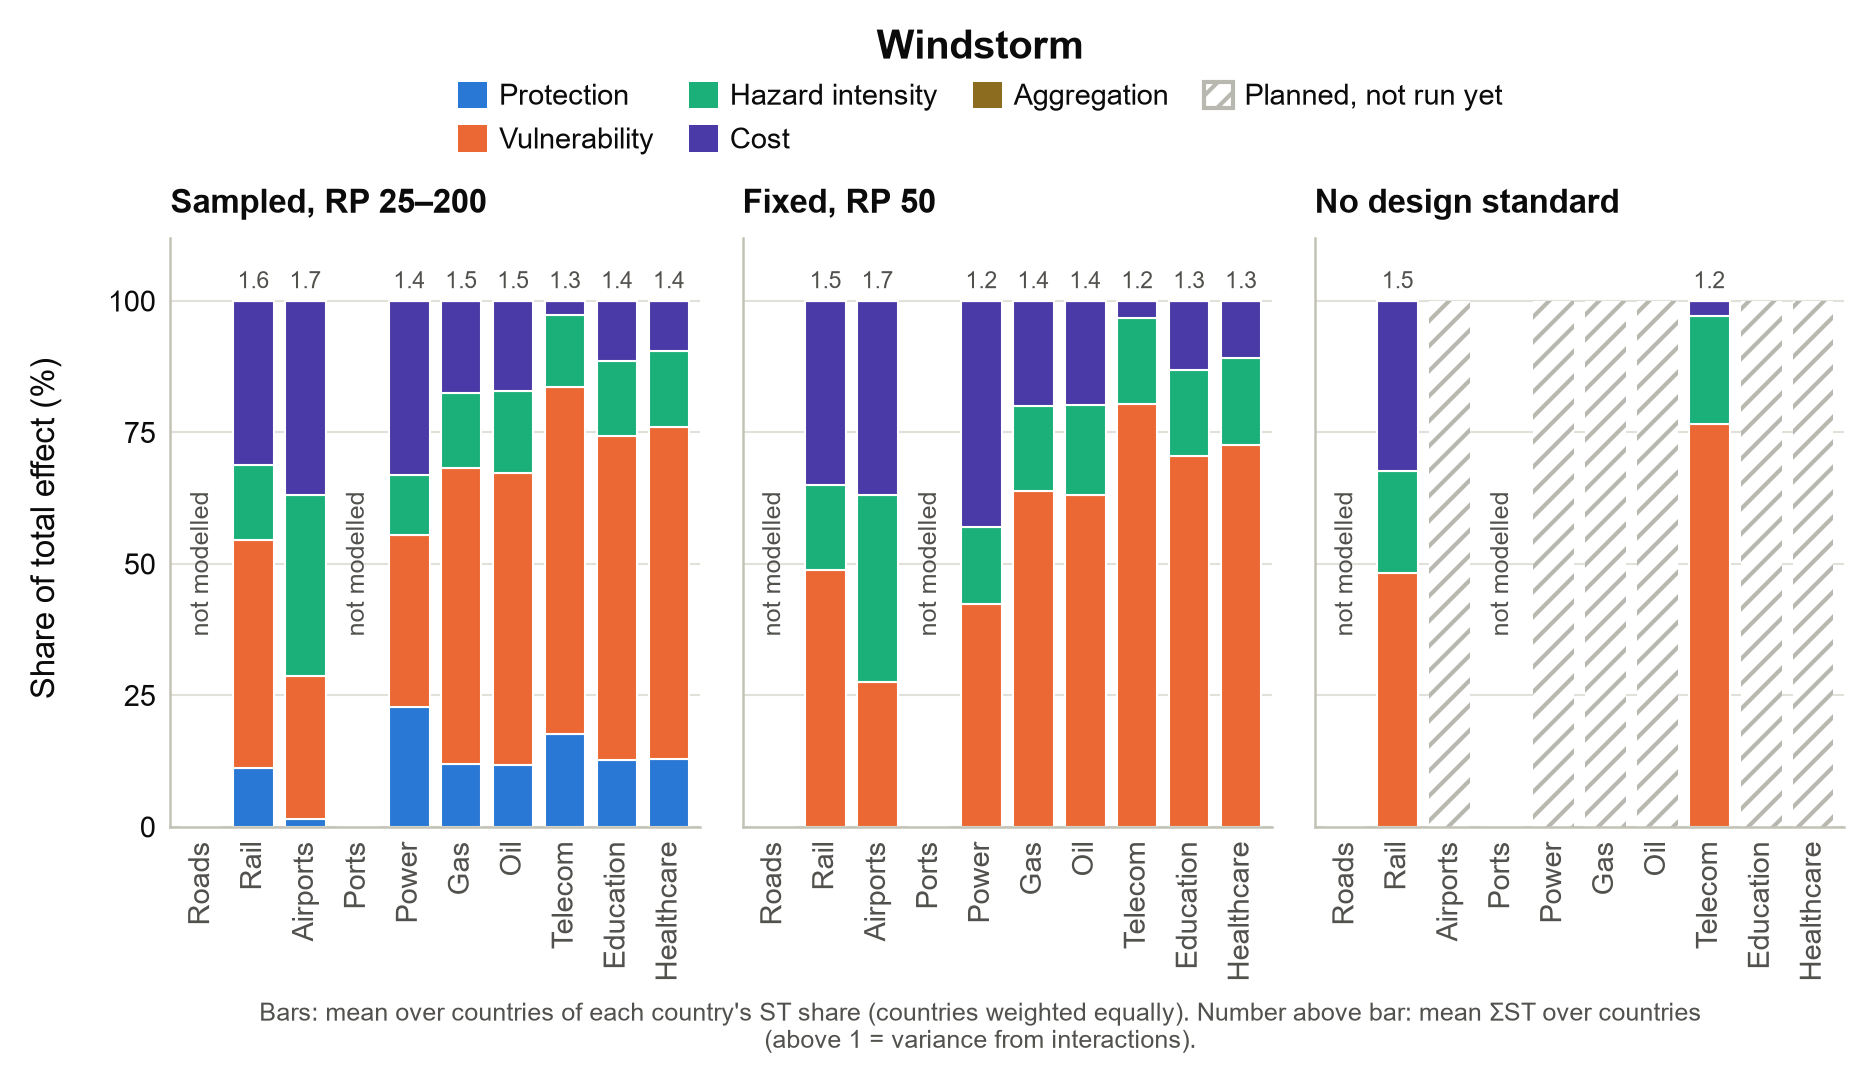 Windstorm
Protection
Hazard intensity
Aggregation
Planned, not run yet
Vulnerability
Cost
Sampled, RP 25–200
Fixed, RP 50
No design standard
Share of total effect (%)
100
75
50
25
0
1.6 1.7 1.4 1.5 1.5 1.3 1.4 1.4
not modelled
not modelled
Roads Rail Airports Ports Power Gas Oil Telecom Education Healthcare
1.5 1.7 1.2 1.4 1.4 1.2 1.3 1.3
not modelled
not modelled
Roads Rail Airports Ports Power Gas Oil Telecom Education Healthcare
1.5 1.2
not modelled
not modelled
Roads Rail Airports Ports Power Gas Oil Telecom Education Healthcare
Bars: mean over countries of each country's ST share (countries weighted equally). Number above bar: mean ΣST over countries
(above 1 = variance from interactions).